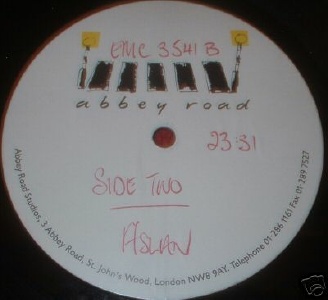 EMC 3541 B
abbey road
23·31
SIDE TWO
ASLAN
Abbey Road Studios, 3 Abbey Road, St. John's Wood, London NW8 9AY. Telephone 01-286 1161 Fax 01-289 7527